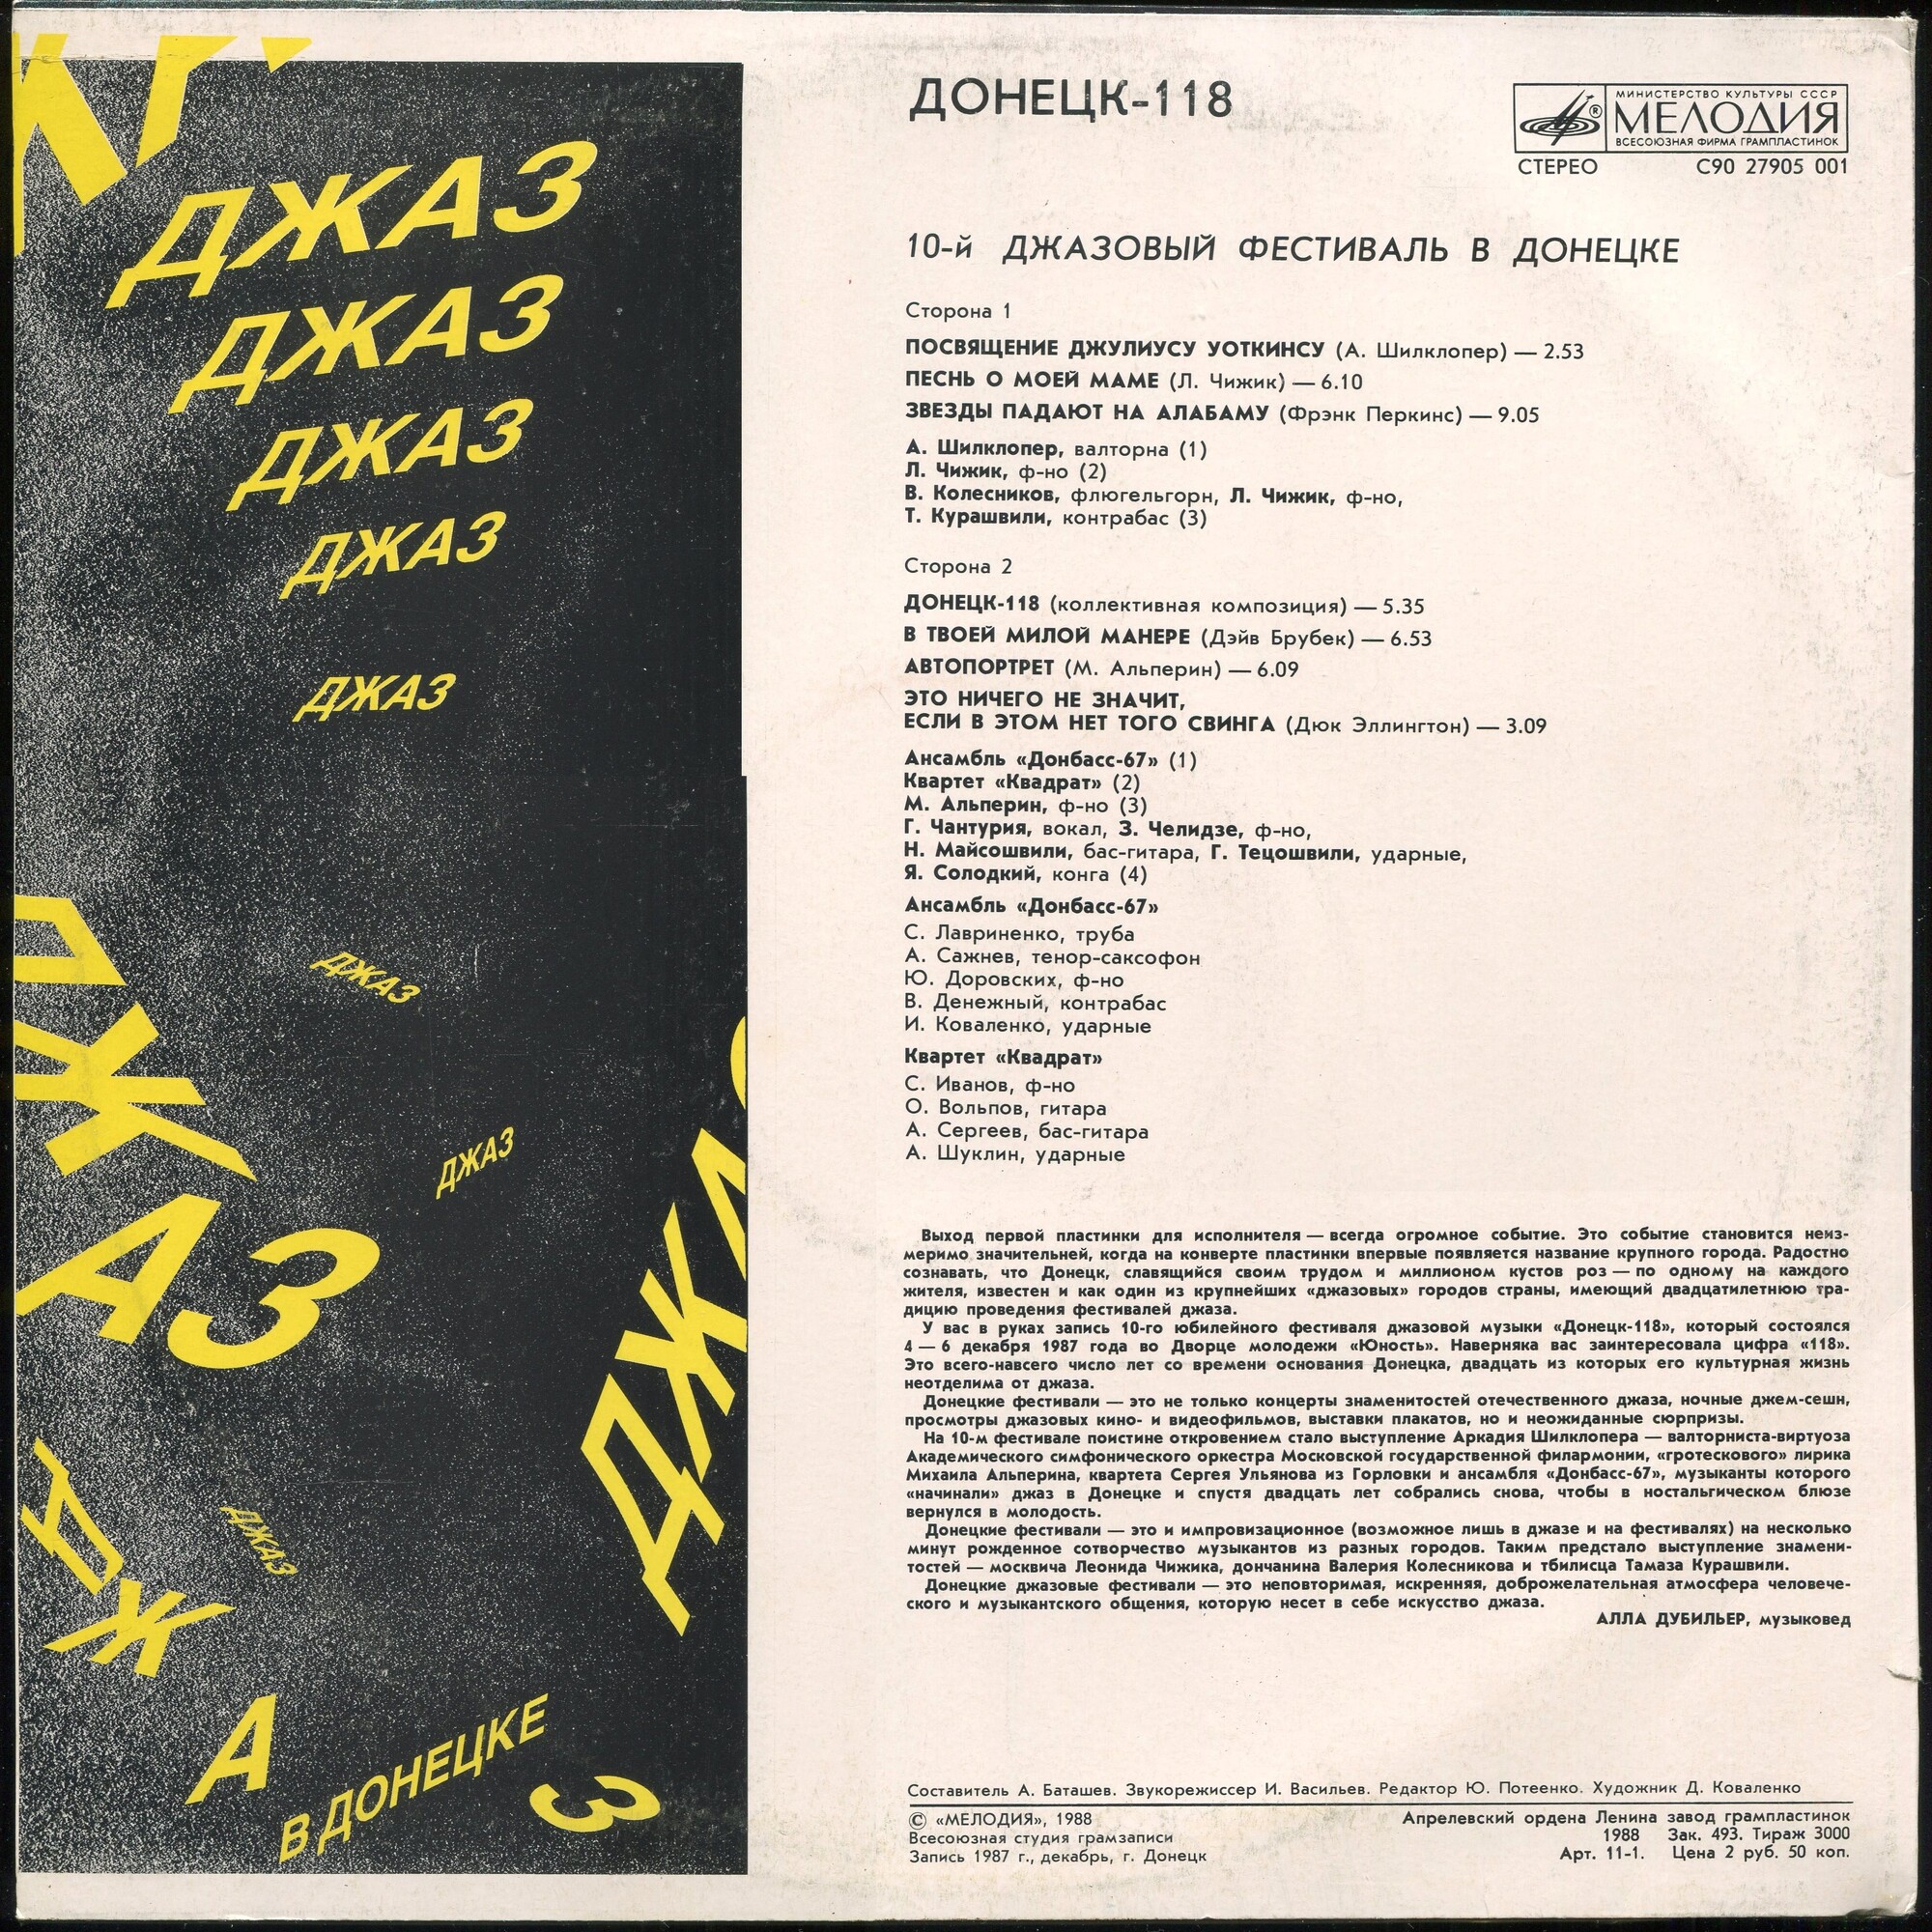 ДЖАЗ
ДЖАЗ
ДЖАЗ
ДЖАЗ
ДЖАЗ
ДЖАЗ
ДЖАЗ
ДЖАЗ
ДЖАЗ
ДЖ
А
З
В ДОНЕЦКЕ
ДОНЕЦК-118
МИНИСТЕРСТВО КУЛЬТУРЫ СССР
МЕЛОДИЯ
ВСЕСОЮЗНАЯ ФИРМА ГРАМПЛАСТИНОК
СТЕРЕО С90 27905 001
10-й ДЖАЗОВЫЙ ФЕСТИВАЛЬ В ДОНЕЦКЕ
Сторона 1
ПОСВЯЩЕНИЕ ДЖУЛИУСУ УОТКИНСУ (А. Шилклопер) — 2.53
ПЕСНЬ О МОЕЙ МАМЕ (Л. Чижик) — 6.10
ЗВЕЗДЫ ПАДАЮТ НА АЛАБАМУ (Фрэнк Перкинс) — 9.05
А. Шилклопер, валторна (1)
Л. Чижик, ф-но (2)
В. Колесников, флюгельгорн, Л. Чижик, ф-но,
Т. Курашвили, контрабас (3)
Сторона 2
ДОНЕЦК-118 (коллективная композиция) — 5.35
В ТВОЕЙ МИЛОЙ МАНЕРЕ (Дэйв Брубек) — 6.53
АВТОПОРТРЕТ (М. Альперин) — 6.09
ЭТО НИЧЕГО НЕ ЗНАЧИТ,
ЕСЛИ В ЭТОМ НЕТ ТОГО СВИНГА (Дюк Эллингтон) — 3.09
Ансамбль «Донбасс-67» (1)
Квартет «Квадрат» (2)
М. Альперин, ф-но (3)
Г. Чантурия, вокал, З. Челидзе, ф-но,
Н. Майсошвили, бас-гитара, Г. Тецошвили, ударные,
Я. Солодкий, конга (4)
Ансамбль «Донбасс-67»
С. Лавриненко, труба
А. Сажнев, тенор-саксофон
Ю. Доровских, ф-но
В. Денежный, контрабас
И. Коваленко, ударные
Квартет «Квадрат»
С. Иванов, ф-но
О. Вольпов, гитара
А. Сергеев, бас-гитара
А. Шуклин, ударные
Выход первой пластинки для исполнителя — всегда огромное событие. Это событие становится неиз-
меримо значительней, когда на конверте пластинки впервые появляется название крупного города. Радостно
сознавать, что Донецк, славящийся своим трудом и миллионом кустов роз — по одному на каждого
жителя, известен и как один из крупнейших «джазовых» городов страны, имеющий двадцатилетнюю тра-
дицию проведения фестивалей джаза.
У вас в руках запись 10-го юбилейного фестиваля джазовой музыки «Донецк-118», который состоялся
4 — 6 декабря 1987 года во Дворце молодежи «Юность». Наверняка вас заинтересовала цифра «118».
Это всего-навсего число лет со времени основания Донецка, двадцать из которых его культурная жизнь
неотделима от джаза.
Донецкие фестивали — это не только концерты знаменитостей отечественного джаза, ночные джем-сешн,
просмотры джазовых кино- и видеофильмов, выставки плакатов, но и неожиданные сюрпризы.
На 10-м фестивале поистине откровением стало выступление Аркадия Шилклопера — валторниста-виртуоза
Академического симфонического оркестра Московской государственной филармонии, «гротескового» лирика
Михаила Альперина, квартета Сергея Ульянова из Горловки и ансамбля «Донбасс-67», музыканты которого
«начинали» джаз в Донецке и спустя двадцать лет собрались снова, чтобы в ностальгическом блюзе
вернулся в молодость.
Донецкие фестивали — это и импровизационное (возможное лишь в джазе и на фестивалях) на несколько
минут рожденное сотворчество музыкантов из разных городов. Таким предстало выступление знамени-
тостей — москвича Леонида Чижика, дончанина Валерия Колесникова и тбилисца Тамаза Курашвили.
Донецкие джазовые фестивали — это неповторимая, искренняя, доброжелательная атмосфера человече-
ского и музыкантского общения, которую несет в себе искусство джаза.
АЛЛА ДУБИЛЬЕР, музыковед
Составитель А. Баташев. Звукорежиссер И. Васильев. Редактор Ю. Потеенко. Художник Д. Коваленко
© «МЕЛОДИЯ», 1988
Всесоюзная студия грамзаписи
Запись 1987 г., декабрь, г. Донецк
Апрелевский ордена Ленина завод грампластинок
1988 Зак. 493. Тираж 3000
Арт. 11-1. Цена 2 руб. 50 коп.